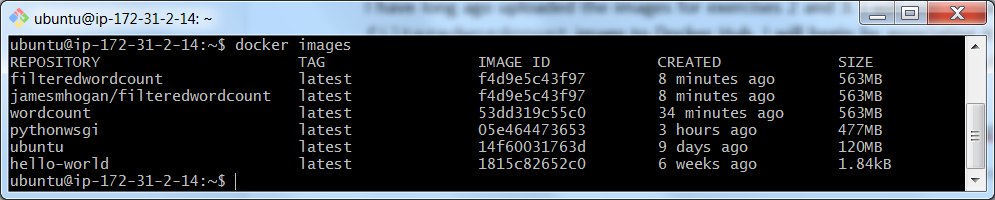 I have long ago uploaded the images for exercises 2 and 3.
ubuntu@ip-172-31-2-14: ~
ubuntu@ip-172-31-2-14:~$ docker images
REPOSITORY TAG IMAGE ID CREATED SIZE
filteredwordcount latest f4d9e5c43f97 8 minutes ago 563MB
jamesmhogan/filteredwordcount latest f4d9e5c43f97 8 minutes ago 563MB
wordcount latest 53dd319c55c0 34 minutes ago 563MB
pythonwsgi latest 05e464473653 3 hours ago 477MB
ubuntu latest 14f60031763d 9 days ago 120MB
hello-world latest 1815c82652c0 6 weeks ago 1.84kB
ubuntu@ip-172-31-2-14:~$